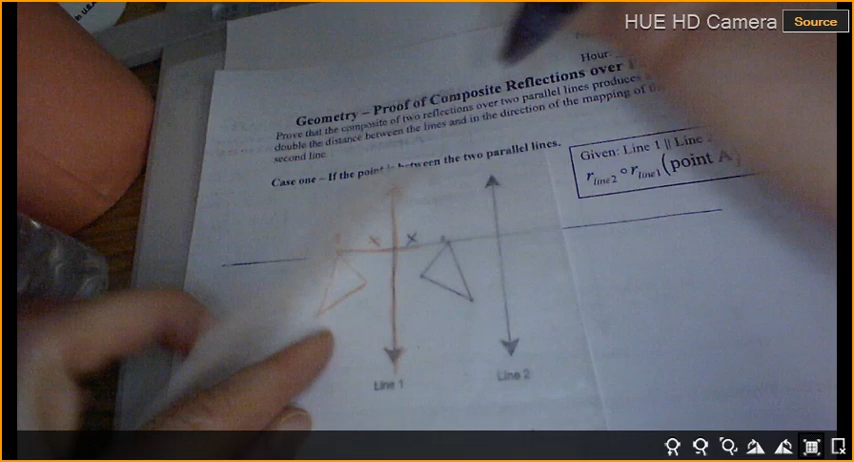 HUE HD Camera Source
Hour:
Geometry – Proof of Composite Reflections over
Prove that the composite of two reflections over two parallel lines produces
double the distance between the lines and in the direction of the mapping of
second line
Case one – If the point is between the two parallel lines.
Given: Line 1 || Line
r line2 ∘ r line1 (point A)
x x
Line 1 Line 2